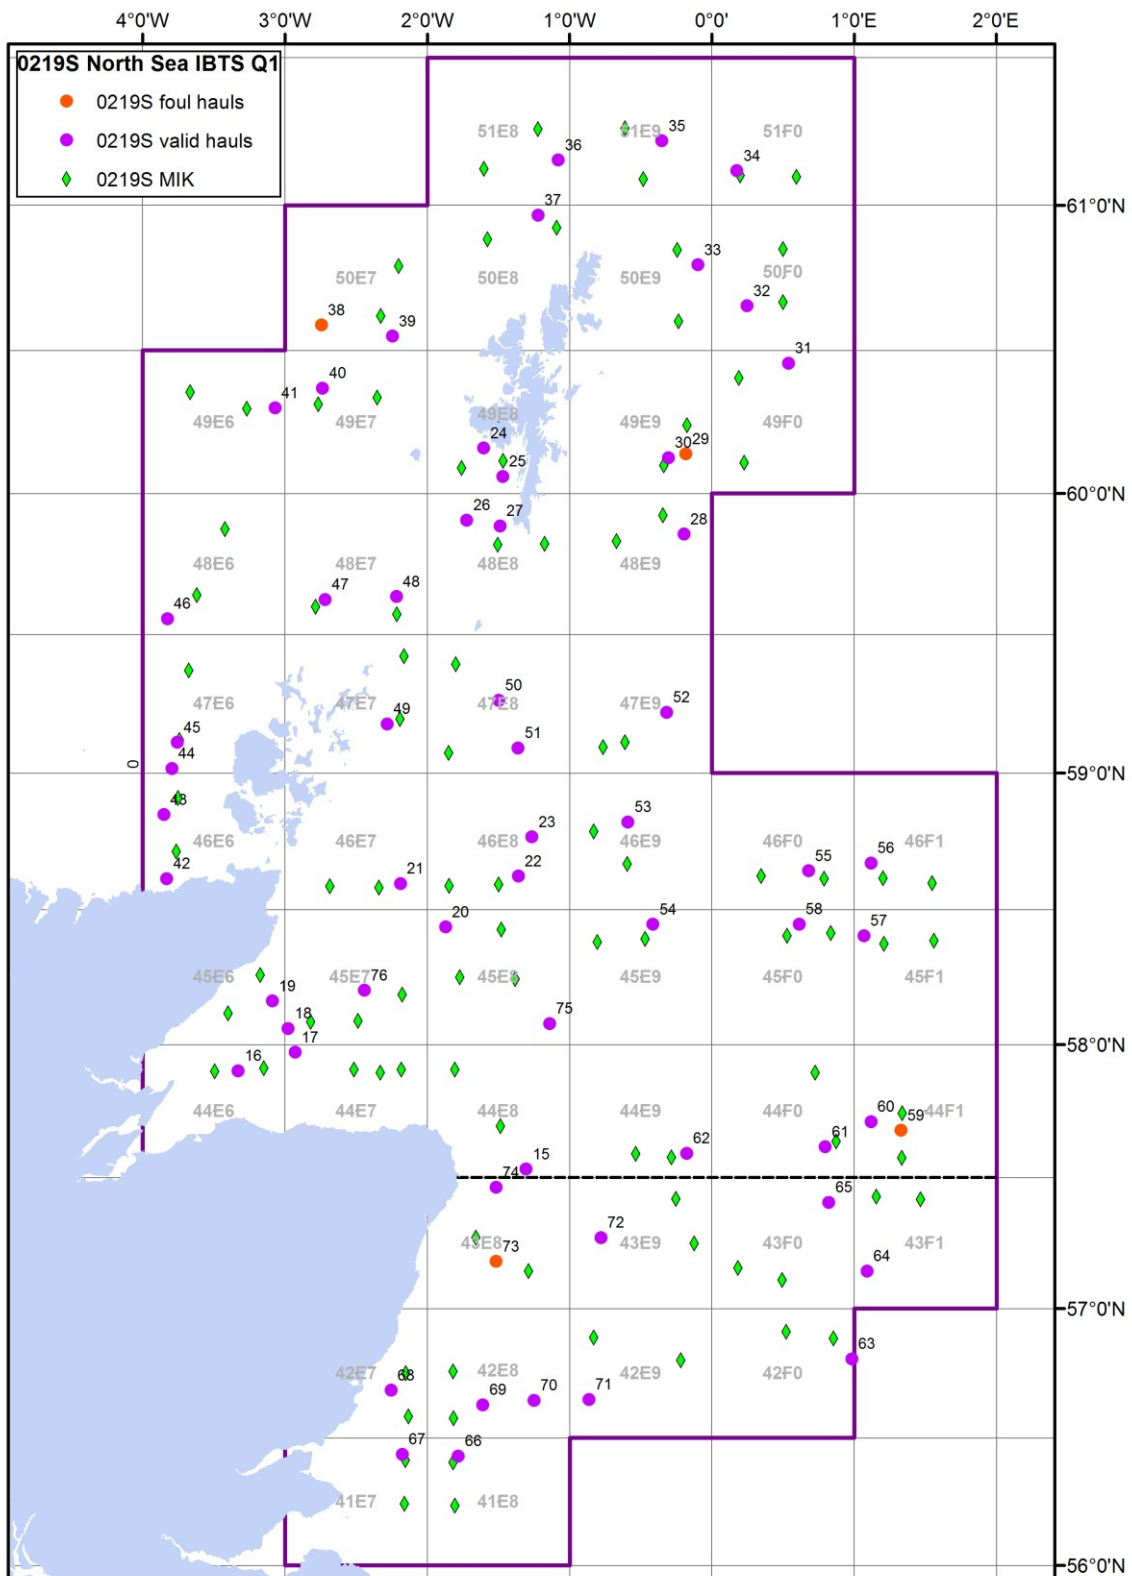 4°0'W 3°0'W 2°0'W 1°0'W 0°0' 1°0'E 2°0'E
0219S North Sea IBTS Q1
0219S foul hauls
0219S valid hauls
0219S MIK
51E8 51E9 51F0
36 35 34
61°0'N
37
33
50E7 50E8 50E9 50F0
38 39 32
31
40
41
49E6 49E7 49E8 49E9 49F0
24 30 29
25
60°0'N
26 27 28
48E6 48E7 48E8 48E9
46 47 48
50 52
47E6 47E7 47E8 47E9
49
45 51
44
0
59°0'N
43
23 53
46E6 46E7 46E8 46E9 46F0 46F1
42 21 22 55 56
20 54 58 57
45E6 45E7 45E8 45E9 45F0 45F1
76
19
18 75
17
58°0'N
16
44E6 44E7 44E8 44E9 44F0 44F1
60 59
61
15 62
74
65
72
43E8 43E9 43F0 43F1
73 64
57°0'N
63
42E7 42E8 42E9 42F0
68 69 70 71
67 66
41E7 41E8
56°0'N